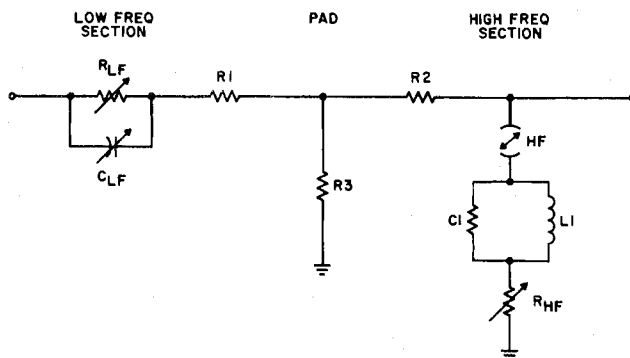 LOW FREQ
SECTION
PAD
HIGH FREQ
SECTION
RLF
R1
R2
CLF
HF
R3
C1
L1
RHF